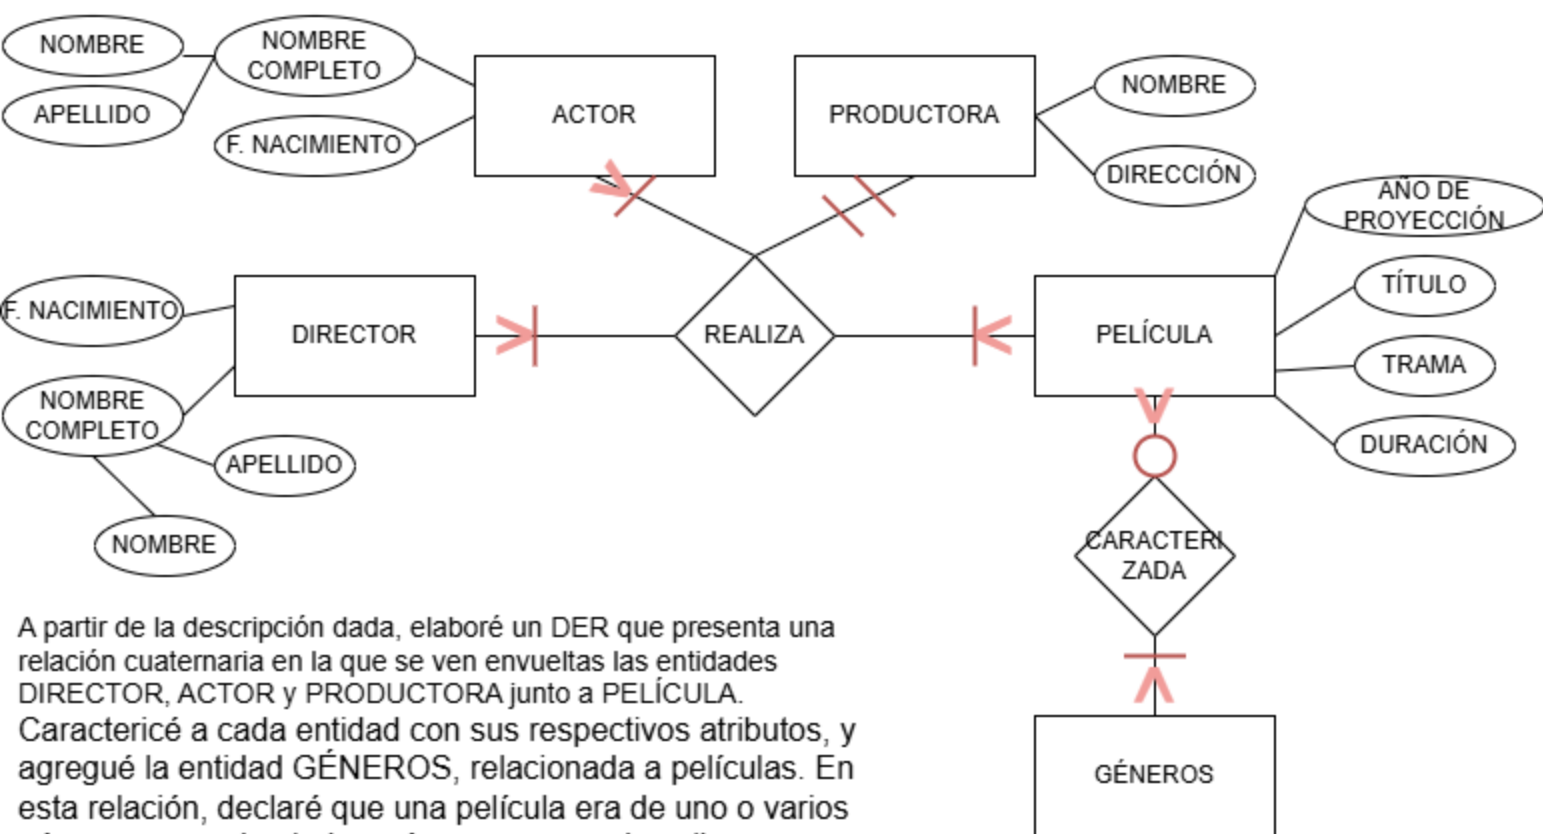 NOMBRE
APELLIDO
NOMBRE
COMPLETO
F. NACIMIENTO
ACTOR
PRODUCTORA
NOMBRE
DIRECCIÓN
AÑO DE
PROYECCIÓN
TÍTULO
TRAMA
DURACIÓN
PELÍCULA
REALIZA
DIRECTOR
F. NACIMIENTO
NOMBRE
COMPLETO
APELLIDO
NOMBRE
CARACTERI
ZADA
GÉNEROS
A partir de la descripción dada, elaboré un DER que presenta una
relación cuaternaria en la que se ven envueltas las entidades
DIRECTOR, ACTOR y PRODUCTORA junto a PELÍCULA.
Caractericé a cada entidad con sus respectivos atributos, y
agregué la entidad GÉNEROS, relacionada a películas. En
esta relación, declaré que una película era de uno o varios